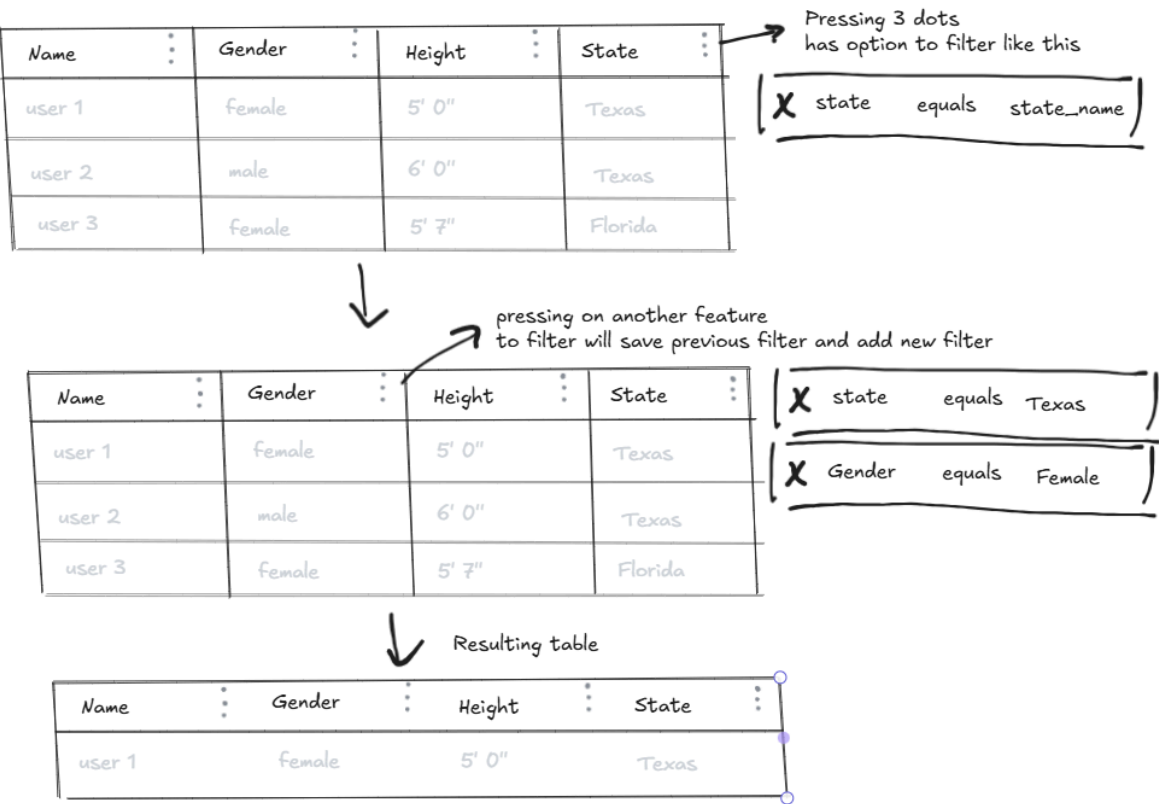 Pressing 3 dots
has option to filter like this
Name Gender Height State
X state equals state_name
user 1 female 5' 0" Texas
user 2 male 6' 0" Texas
user 3 female 5' 7" Florida
pressing on another feature
to filter will save previous filter and add new filter
Name Gender Height State
X state equals Texas
X Gender equals Female
user 1 female 5' 0" Texas
user 2 male 6' 0" Texas
user 3 female 5' 7" Florida
Resulting table
Name Gender Height State
user 1 female 5' 0" Texas